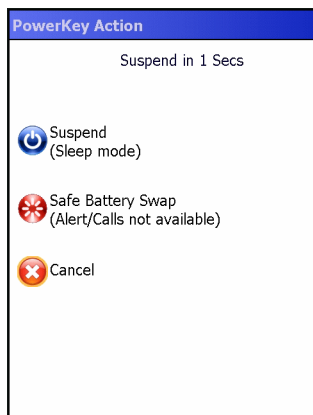 PowerKey Action
Suspend in 1 Secs
Suspend
(Sleep mode)
Safe Battery Swap
(Alert/Calls not available)
Cancel